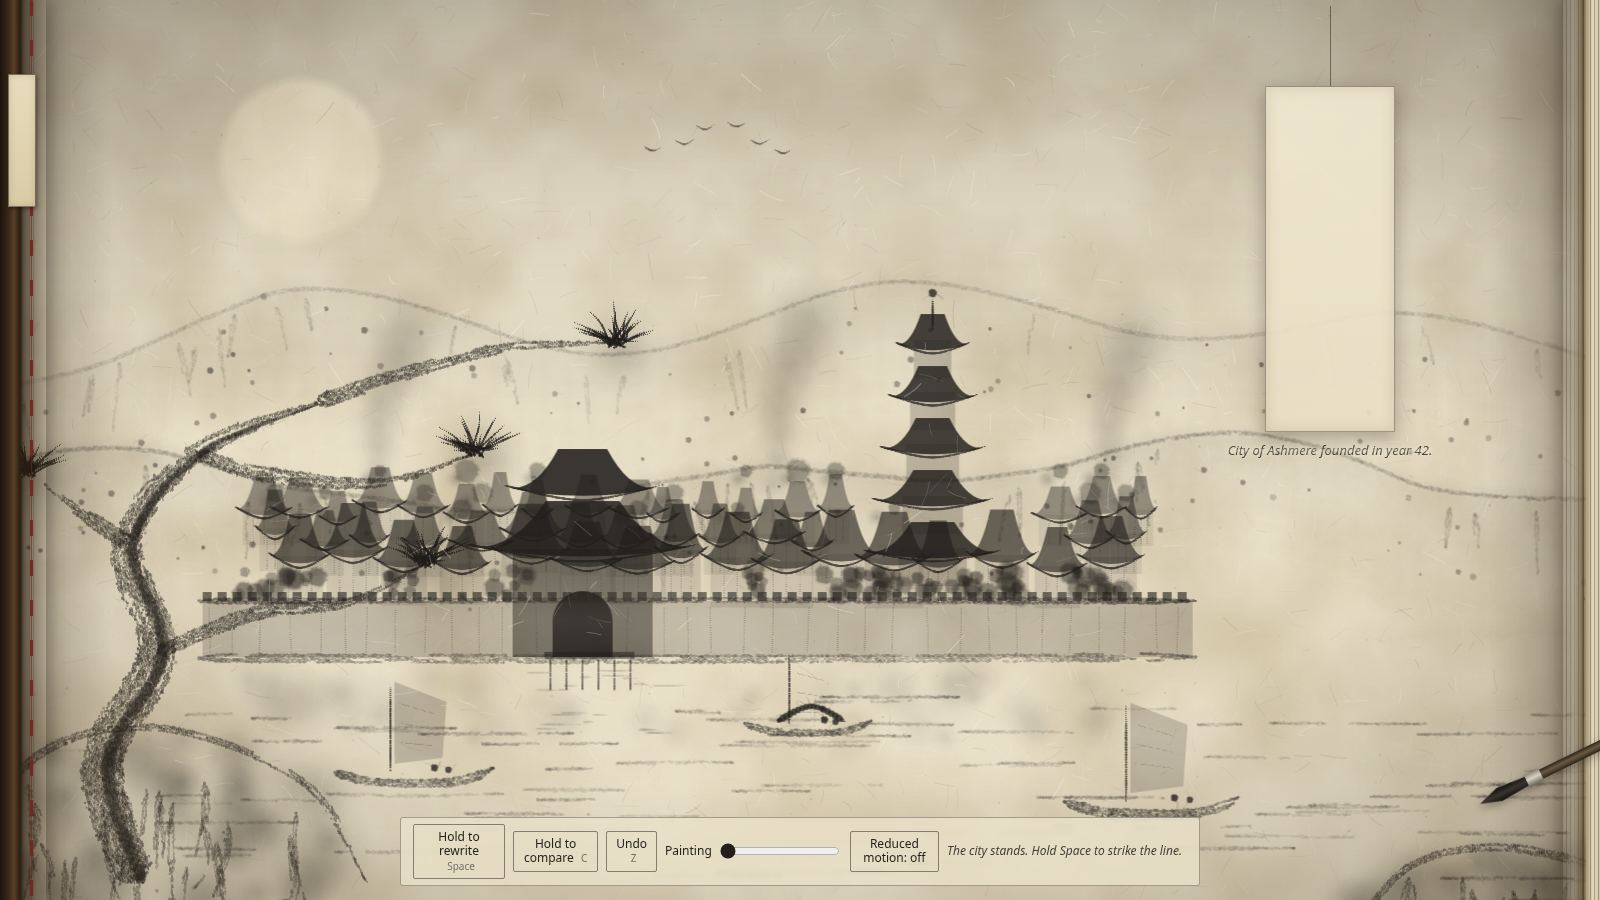 City of Ashmere founded in year 42.
Hold to
rewrite
Space
Hold to
compare C
Undo
Z
Painting
Reduced
motion: off
The city stands. Hold Space to strike the line.